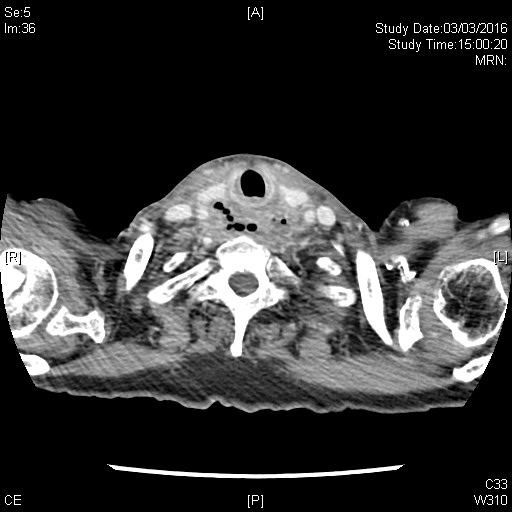 Se:5
Im:36
[A]
Study Date:03/03/2016
Study Time:15:00:20
MRN:
[R]
[L]
CE
[P]
C33
W310